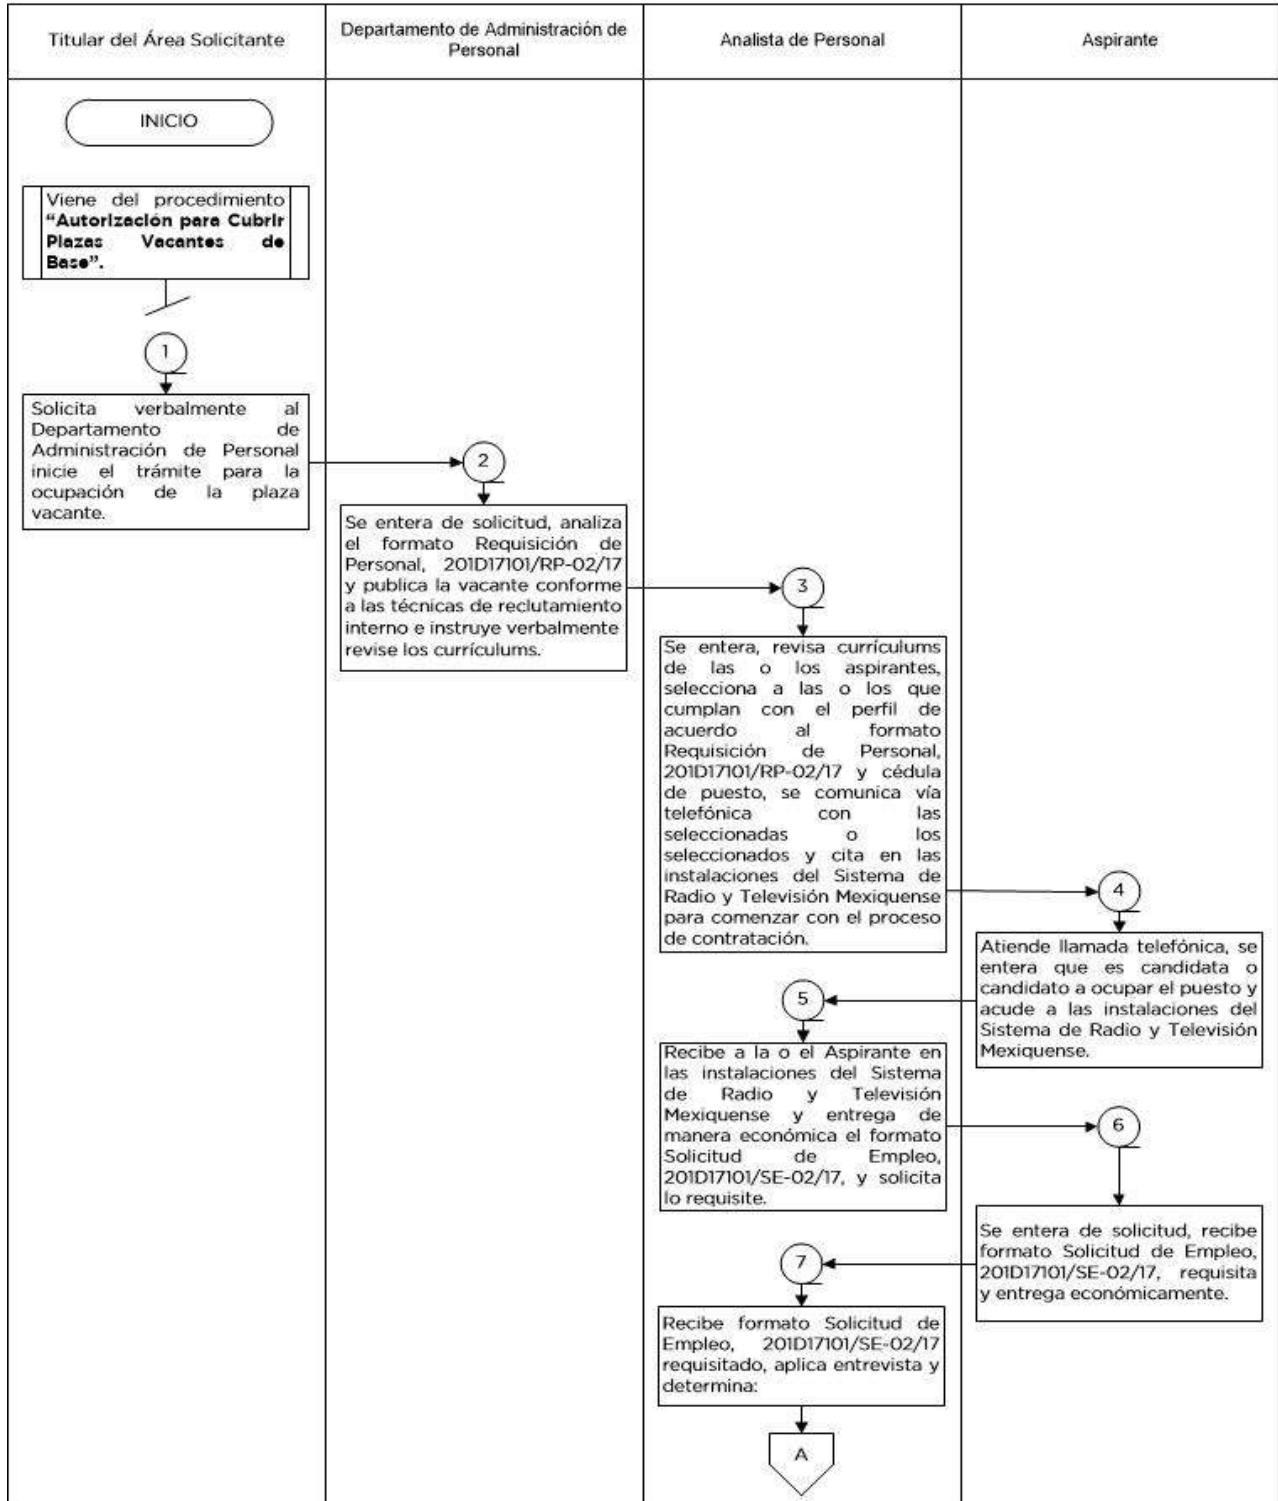 Titular del Área Solicitante
Departamento de Administración de
Personal
Analista de Personal
Aspirante
INICIO
Viene del procedimiento
“Autorización para Cubrir
Plazas Vacantes de
Base”.
1
Solicita verbalmente al
Departamento de
Administración de Personal
inicie el trámite para la
ocupación de la plaza
vacante.
2
Se entera de solicitud, analiza
el formato Requisición de
Personal, 201D17101/RP-02/17
y publica la vacante conforme
a las técnicas de reclutamiento
interno e instruye verbalmente
revise los currículums.
3
Se entera, revisa currículums
de las o los aspirantes,
selecciona a las o los que
cumplan con el perfil de
acuerdo al formato
Requisición de Personal,
201D17101/RP-02/17 y cédula
de puesto, se comunica vía
telefónica con las
seleccionadas o los
seleccionados y cita en las
instalaciones del Sistema de
Radio y Televisión Mexiquense
para comenzar con el proceso
de contratación.
4
Atiende llamada telefónica, se
entera que es candidata o
candidato a ocupar el puesto y
acude a las instalaciones del
Sistema de Radio y Televisión
Mexiquense.
5
Recibe a la o el Aspirante en
las instalaciones del Sistema
de Radio y Televisión
Mexiquense y entrega de
manera económica el formato
Solicitud de Empleo,
201D17101/SE-02/17, y solicita
lo requisite.
6
Se entera de solicitud, recibe
formato Solicitud de Empleo,
201D17101/SE-02/17, requisita
y entrega económicamente.
7
Recibe formato Solicitud de
Empleo, 201D17101/SE-02/17
requisitado, aplica entrevista y
determina:
A